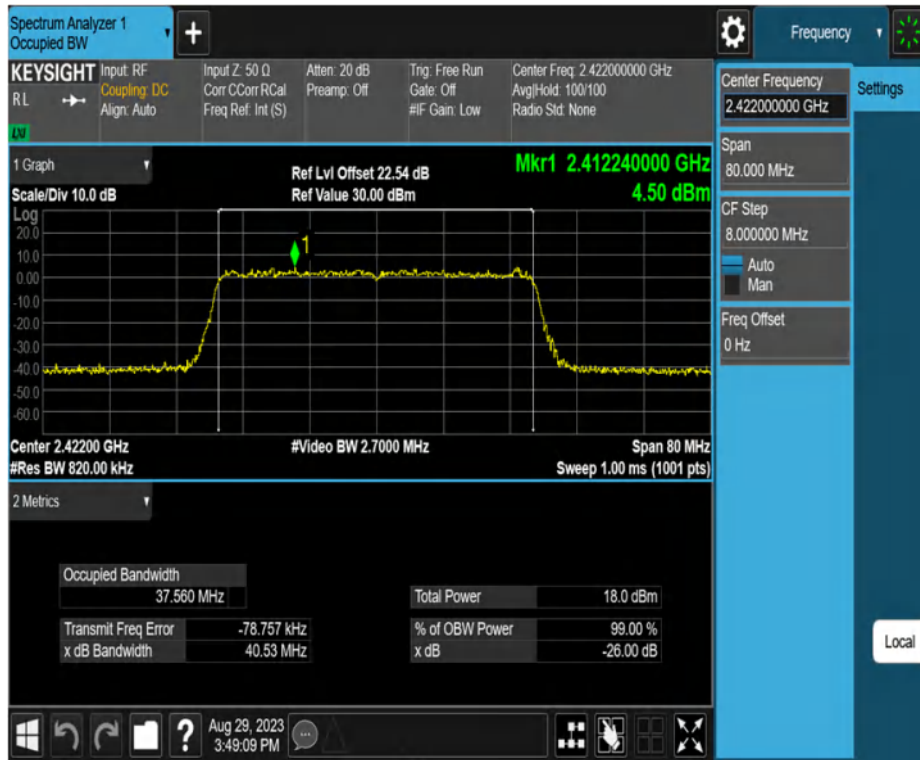 Spectrum Analyzer 1
Occupied BW
+
Frequency
KEYSIGHT
RL
LXI
Input: RF
Coupling: DC
Align: Auto
Input Z: 50 Ω
Corr CCorr RCal
Freq Ref: Int (S)
Atten: 20 dB
Preamp: Off
Trig: Free Run
Gate: Off
#IF Gain: Low
Center Freq: 2.422000000 GHz
Avg|Hold: 100/100
Radio Std: None
Center Frequency
2.422000000 GHz
Settings
Span
80.000 MHz
CF Step
8.000000 MHz
Auto
Man
Freq Offset
0 Hz
1 Graph
Scale/Div 10.0 dB
Ref Lvl Offset 22.54 dB
Ref Value 30.00 dBm
Mkr1 2.412240000 GHz
4.50 dBm
Log
20.0
10.0
0.00
-10.0
-20.0
-30.0
-40.0
-50.0
-60.0
1
Center 2.42200 GHz
#Video BW 2.7000 MHz
Span 80 MHz
#Res BW 820.00 kHz
Sweep 1.00 ms (1001 pts)
2 Metrics
Occupied Bandwidth
37.560 MHz
Total Power 18.0 dBm
Transmit Freq Error -78.757 kHz
% of OBW Power 99.00 %
x dB Bandwidth 40.53 MHz
x dB -26.00 dB
Local
?
Aug 29, 2023
3:49:09 PM